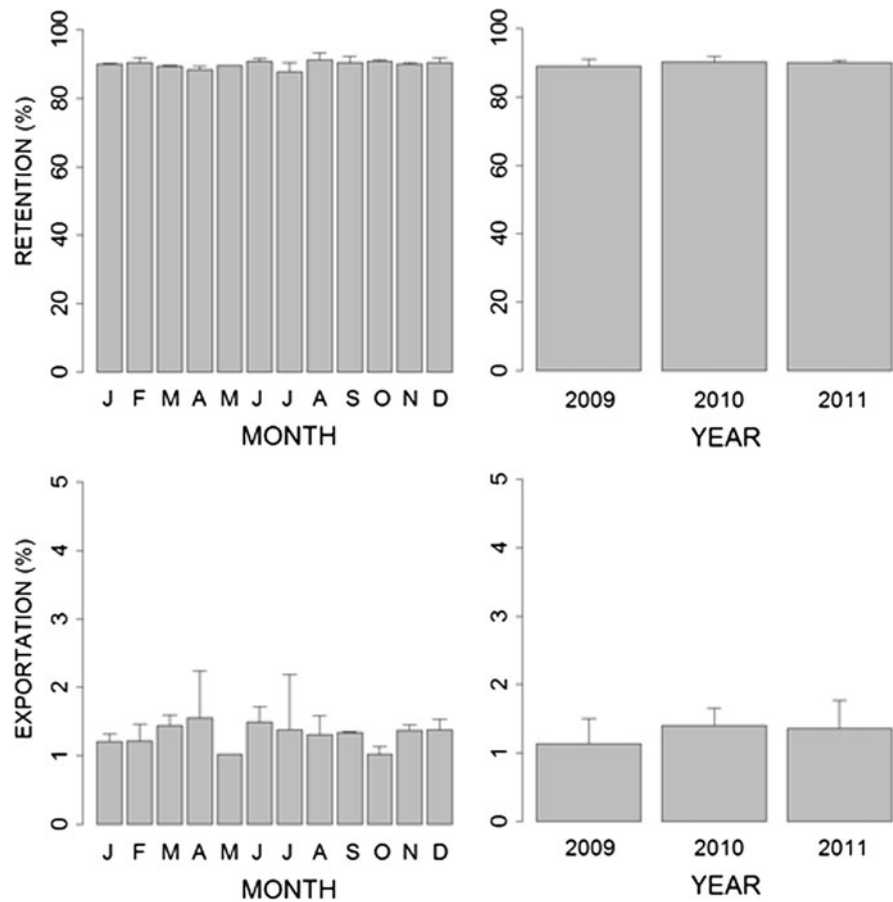 RETENTION (%)
0 20 40 60 80 100
J F M A M J J A S O N D
MONTH
0 20 40 60 80 100
2009 2010 2011
YEAR
EXPORTATION (%)
0 1 2 3 4 5
J F M A M J J A S O N D
MONTH
0 1 2 3 4 5
2009 2010 2011
YEAR